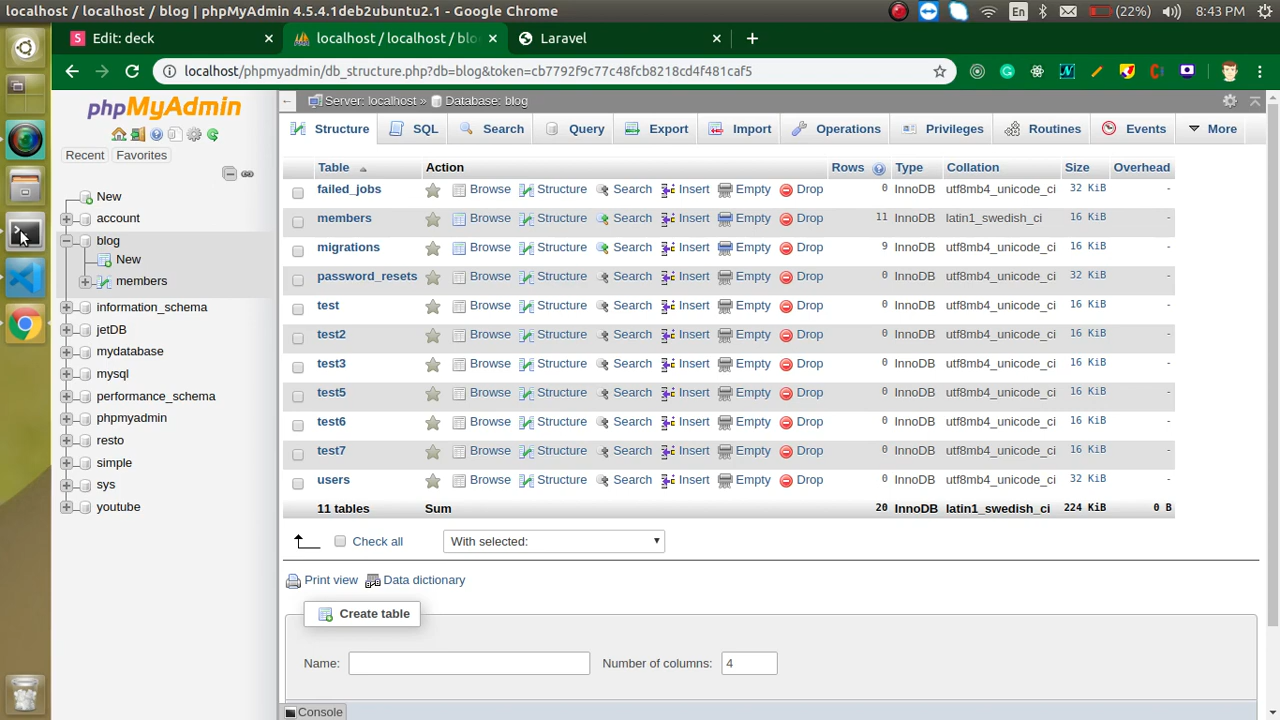 localhost / localhost / blog | phpMyAdmin 4.5.4.1deb2ubuntu2.1 - Google Chrome
En (22%) 8:43 PM
S Edit: deck × localhost / localhost / blo × Laravel × +
localhost/phpmyadmin/db_structure.php?db=blog&token=cb7792f9c77c48fcb8218cd4f481caf5
phpMyAdmin
Recent Favorites
New
account
blog
New
members
information_schema
jetDB
mydatabase
mysql
performance_schema
phpmyadmin
resto
simple
sys
youtube
Server: localhost » Database: blog
Structure SQL Search Query Export Import Operations Privileges Routines Events More
Table Action Rows Type Collation Size Overhead
failed_jobs Browse Structure Search Insert Empty Drop 0 InnoDB utf8mb4_unicode_ci 32 KiB -
members Browse Structure Search Insert Empty Drop 11 InnoDB latin1_swedish_ci 16 KiB -
migrations Browse Structure Search Insert Empty Drop 9 InnoDB utf8mb4_unicode_ci 16 KiB -
password_resets Browse Structure Search Insert Empty Drop 0 InnoDB utf8mb4_unicode_ci 32 KiB -
test Browse Structure Search Insert Empty Drop 0 InnoDB utf8mb4_unicode_ci 16 KiB -
test2 Browse Structure Search Insert Empty Drop 0 InnoDB utf8mb4_unicode_ci 16 KiB -
test3 Browse Structure Search Insert Empty Drop 0 InnoDB utf8mb4_unicode_ci 16 KiB -
test5 Browse Structure Search Insert Empty Drop 0 InnoDB utf8mb4_unicode_ci 16 KiB -
test6 Browse Structure Search Insert Empty Drop 0 InnoDB utf8mb4_unicode_ci 16 KiB -
test7 Browse Structure Search Insert Empty Drop 0 InnoDB utf8mb4_unicode_ci 16 KiB -
users Browse Structure Search Insert Empty Drop 0 InnoDB utf8mb4_unicode_ci 32 KiB -
11 tables Sum 20 InnoDB latin1_swedish_ci 224 KiB 0 B
Check all With selected:
Print view Data dictionary
Create table
Name: Number of columns: 4
Console